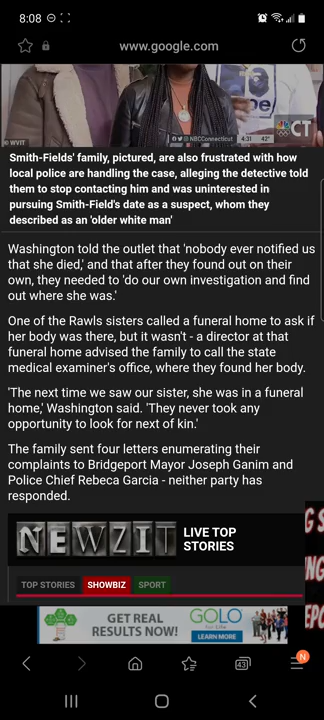 8:08
www.google.com
WVIT
NBCConnecticut
4:31 42°
CT
Smith-Fields' family, pictured, are also frustrated with how
local police are handling the case, alleging the detective told
them to stop contacting him and was uninterested in
pursuing Smith-Field's date as a suspect, whom they
described as an 'older white man'
Washington told the outlet that 'nobody ever notified us
that she died,' and that after they found out on their
own, they needed to 'do our own investigation and find
out where she was.'
One of the Rawls sisters called a funeral home to ask if
her body was there, but it wasn't - a director at that
funeral home advised the family to call the state
medical examiner's office, where they found her body.
'The next time we saw our sister, she was in a funeral
home,' Washington said. 'They never took any
opportunity to look for next of kin.'
The family sent four letters enumerating their
complaints to Bridgeport Mayor Joseph Ganim and
Police Chief Rebeca Garcia - neither party has
responded.
NEWZIT
LIVE TOP
STORIES
TOP STORIES SHOWBIZ SPORT
GET REAL
RESULTS NOW!
GOLO
for Life
LEARN MORE
43
N